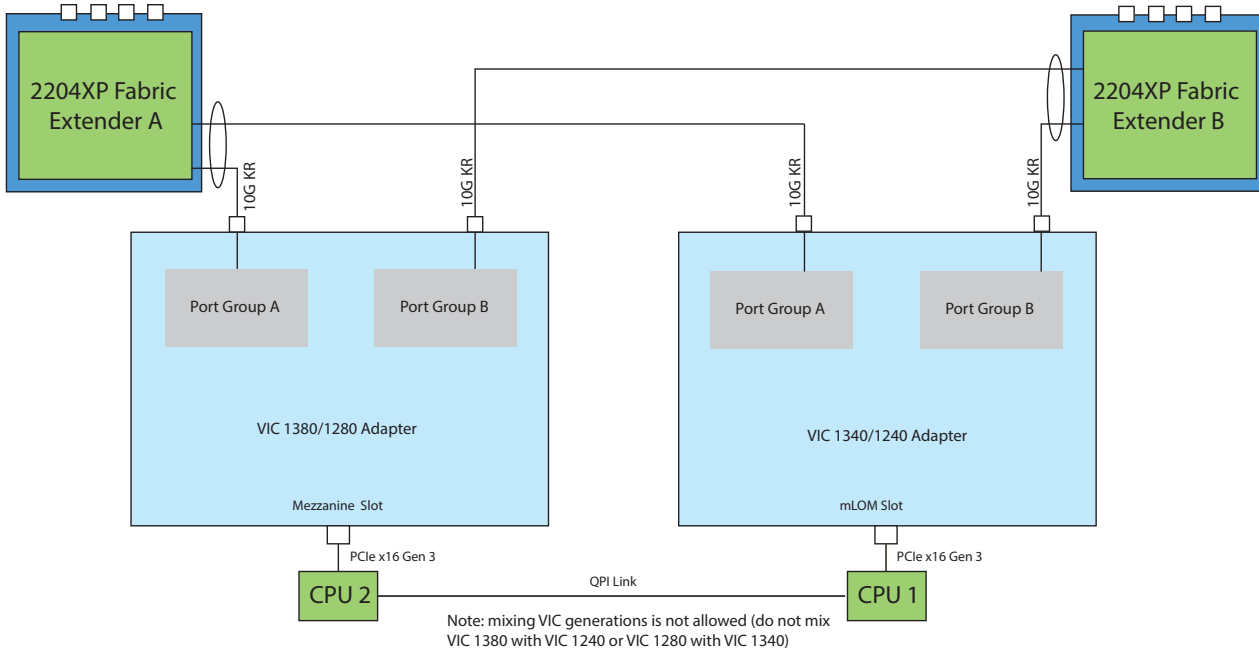 2204XP Fabric
Extender A
2204XP Fabric
Extender B
10G KR
10G KR
10G KR
10G KR
Port Group A
Port Group B
Port Group A
Port Group B
VIC 1380/1280 Adapter
VIC 1340/1240 Adapter
Mezzanine Slot
mLOM Slot
PCIe x16 Gen 3
PCIe x16 Gen 3
CPU 2
QPI Link
CPU 1
Note: mixing VIC generations is not allowed (do not mix
VIC 1380 with VIC 1240 or VIC 1280 with VIC 1340)